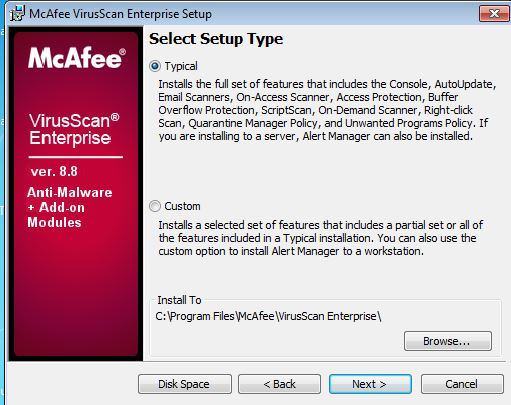 McAfee VirusScan Enterprise Setup
McAfee®
VirusScan®
Enterprise
ver. 8.8
Anti-Malware
+ Add-on
Modules
Select Setup Type
Typical
Installs the full set of features that includes the Console, AutoUpdate,
Email Scanners, On-Access Scanner, Access Protection, Buffer
Overflow Protection, ScriptScan, On-Demand Scanner, Right-click
Scan, Quarantine Manager Policy, and Unwanted Programs Policy. If
you are installing to a server, Alert Manager can also be installed.
Custom
Installs a selected set of features that includes a partial set or all of
the features included in a Typical installation. You can also use the
custom option to install Alert Manager to a workstation.
Install To
C:\Program Files\McAfee\VirusScan Enterprise\
Browse...
Disk Space
< Back
Next >
Cancel